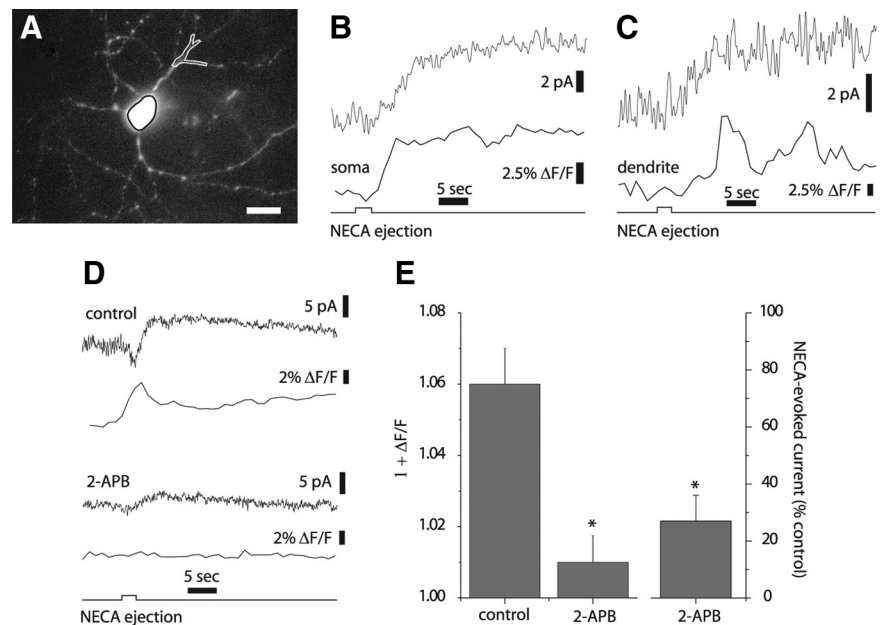 A
B
C
2 pA
2 pA
soma
2.5% ΔF/F
dendrite
2.5% ΔF/F
5 sec
5 sec
NECA ejection
NECA ejection
D
control
5 pA
2% ΔF/F
2-APB
5 pA
2% ΔF/F
5 sec
NECA ejection
E
1.08
1.06
1.04
1.02
1.00
1 + ΔF/F
100
80
60
40
20
0
NECA-evoked current (% control)
*
*
control
2-APB
2-APB